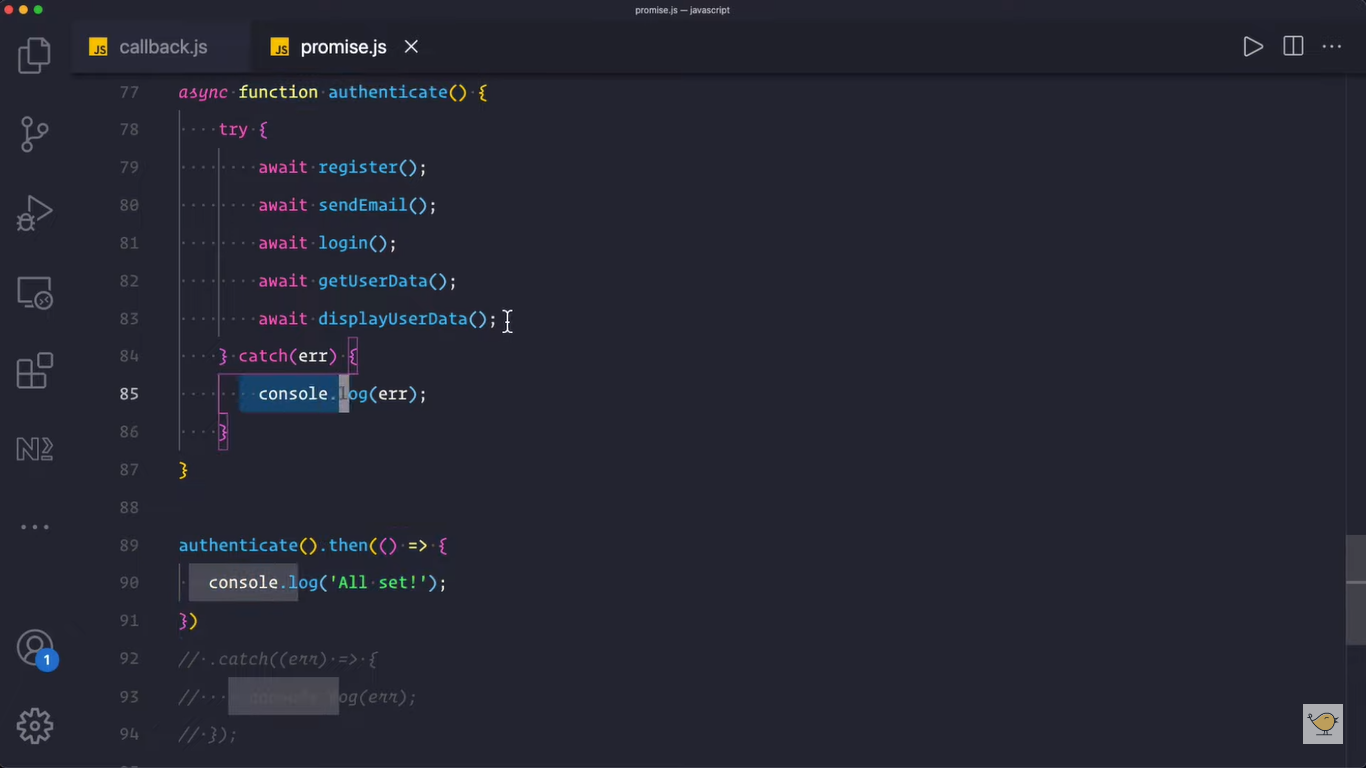 promise.js — javascript
JS callback.js JS promise.js
77 async function authenticate() {
78 try {
79 await register();
80 await sendEmail();
81 await login();
82 await getUserData();
83 await displayUserData();
84 } catch(err) {
85 console.log(err);
86 }
87 }
88
89 authenticate().then(() => {
90 console.log('All set!');
91 })
92 // .catch((err) => {
93 // console.log(err);
94 // });
1